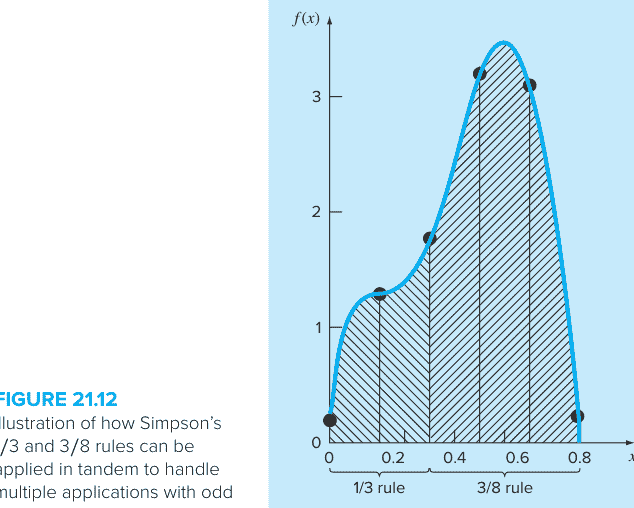 f(x)
3
2
1
0
0 0.2 0.4 0.6 0.8 x
1/3 rule 3/8 rule
FIGURE 21.12
Illustration of how Simpson’s
1/3 and 3/8 rules can be
applied in tandem to handle
multiple applications with odd